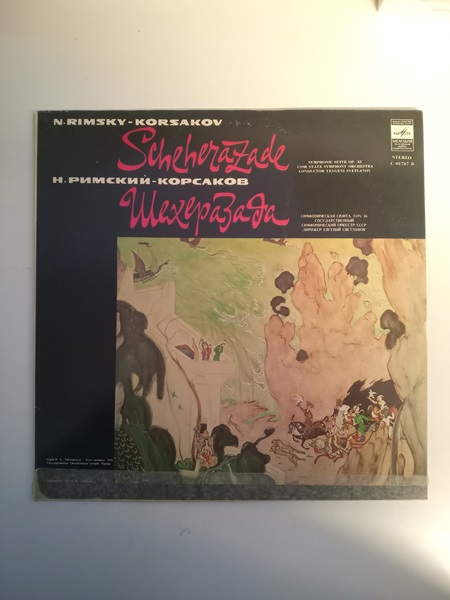 N. RIMSKY-KORSAKOV
Scheherazade
SYMPHONIC SUITE OP. 35
USSR STATE SYMPHONY ORCHESTRA
CONDUCTOR YEVGENI SVETLANOV
МЕЛОДИЯ
STEREO
Н. РИМСКИЙ-КОРСАКОВ
Шехеразада
СИМФОНИЧЕСКАЯ СЮИТА, СОЧ. 35
ГОСУДАРСТВЕННЫЙ
СИМФОНИЧЕСКИЙ ОРКЕСТР СССР
ДИРИЖЕР ЕВГЕНИЙ СВЕТЛАНОВ